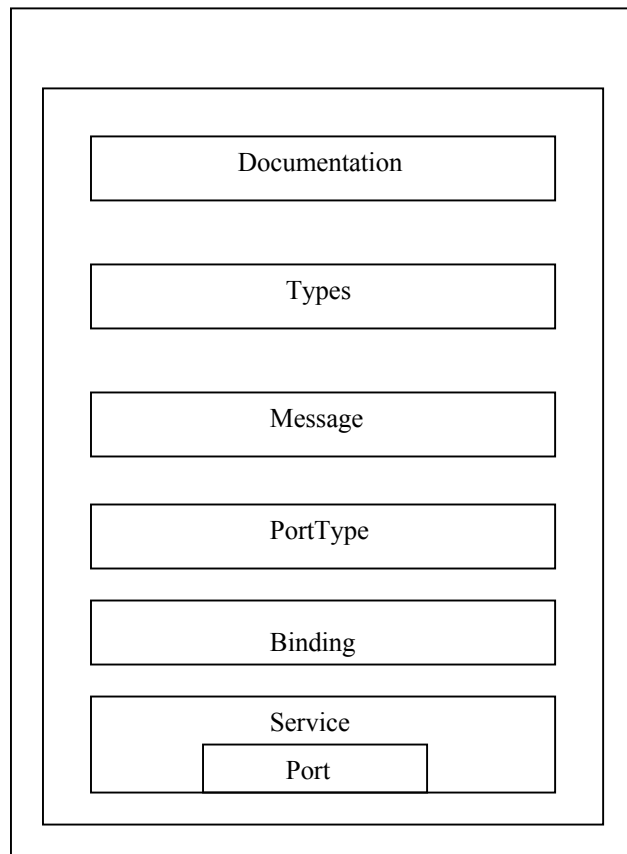 Documentation
Types
Message
PortType
Binding
Service
Port